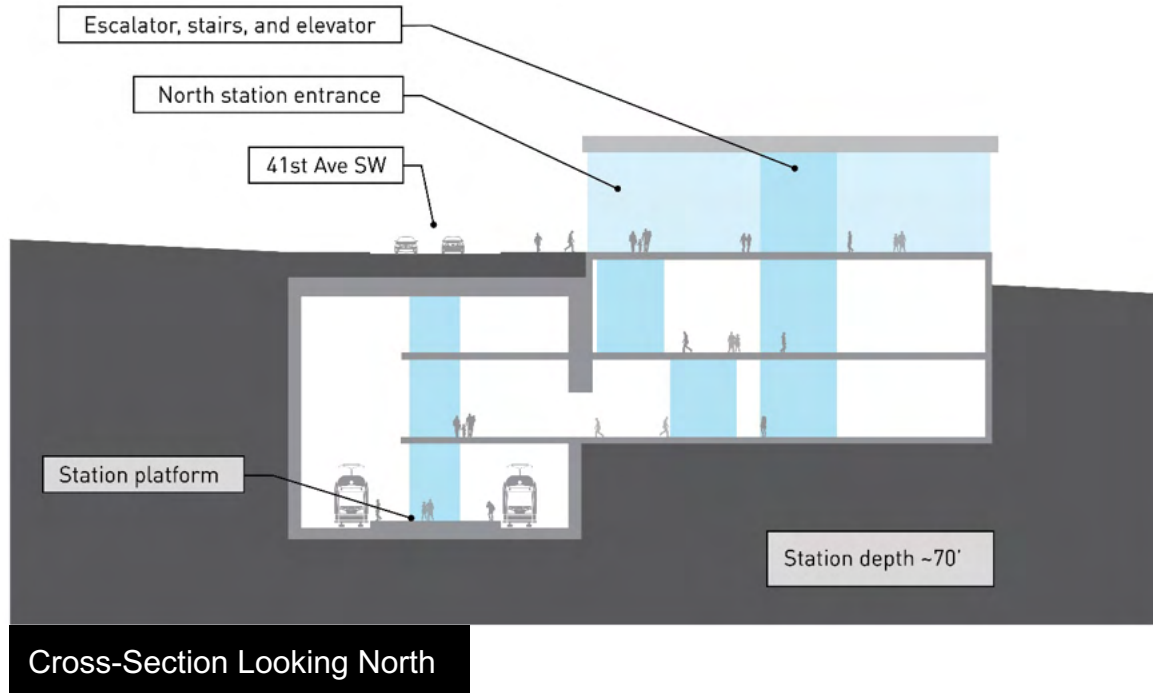 Escalator, stairs, and elevator
North station entrance
41st Ave SW
Station platform
Station depth ~70'
Cross-Section Looking North